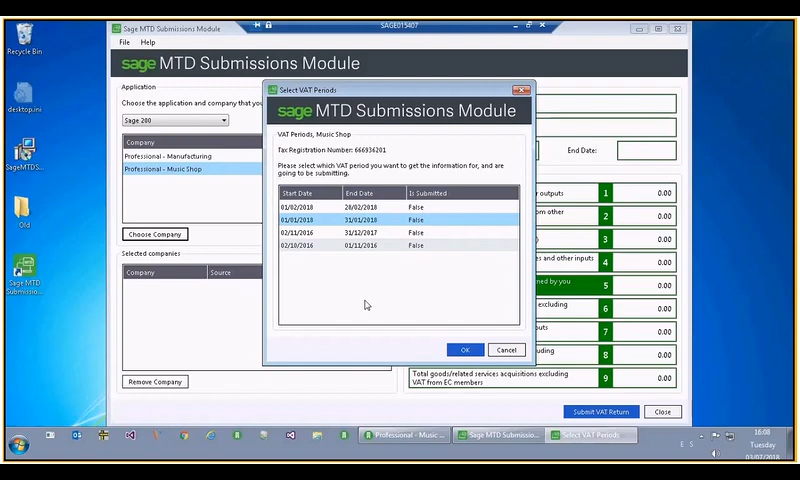 Recycle Bin
desktop.ini
SageMTDS...
Old
Sage MTD
Submissio...
Sage MTD Submissions Module
SAGE015407
File Help
sage MTD Submissions Module
Application
Choose the application and company that you
Sage 200
Company
Professional - Manufacturing
Professional - Music Shop
Choose Company
Selected companies
Company Source
Remove Company
Select VAT Periods
sage MTD Submissions Module
VAT Periods, Music Shop
Tax Registration Number: 666936201
Please select which VAT period you want to get the information for, and are
going to be submitting.
Start Date End Date Is Submitted
01/02/2018 28/02/2018 False
01/01/2018 31/01/2018 False
02/11/2016 31/12/2017 False
02/10/2016 01/11/2016 False
OK Cancel
End Date:
outputs 1 0.00
om other 2 0.00
3 0.00
es and other inputs 4 0.00
med by you 5 0.00
excluding 6 0.00
uts 7 0.00
uding 8 0.00
Total goods/related services acquisitions excluding
VAT from EC members 9 0.00
Submit VAT Return Close
Professional - Music ... Sage MTD Submissio... Select VAT Periods
E S
16:08
Tuesday
03/07/2018